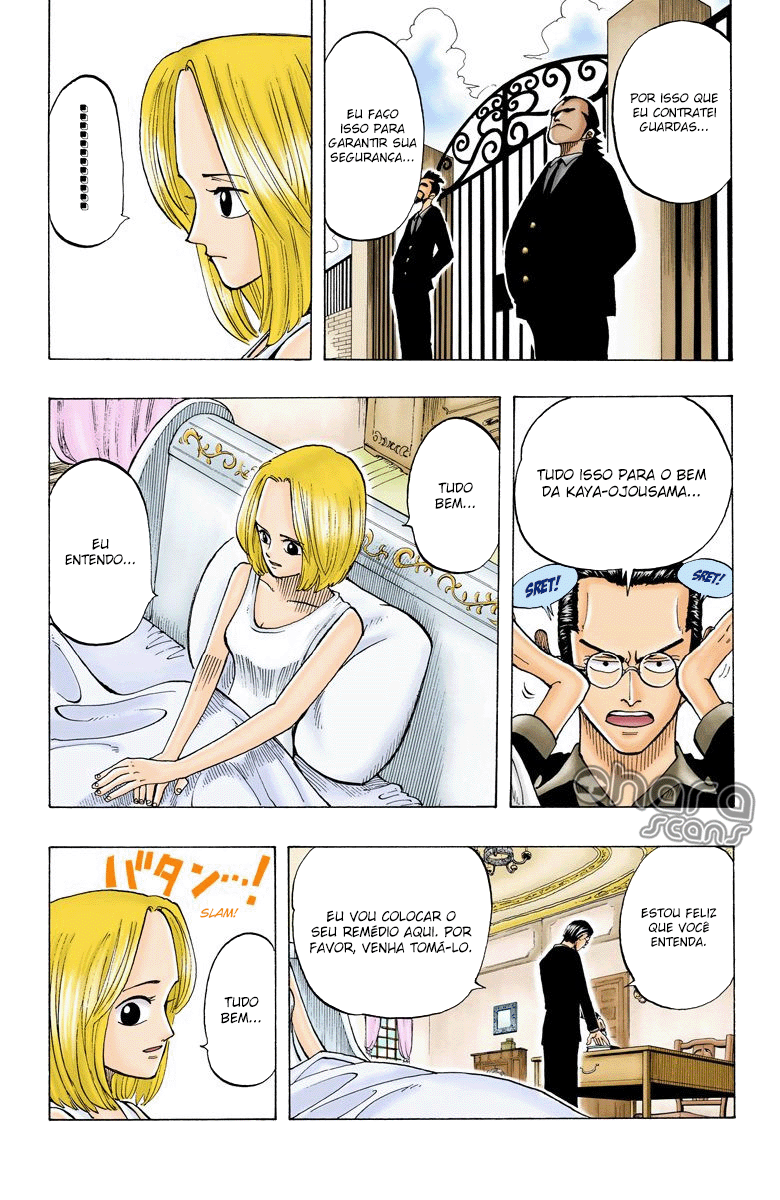 POR ISSO QUE
EU CONTRATEI
GUARDAS...
EU FAÇO
ISSO PARA
GARANTIR SUA
SEGURANÇA...
..............
TUDO ISSO PARA O BEM
DA KAYA-OJOUSAMA...
SRET!
SRET!
TUDO
BEM...
EU
ENTENDO...
ohara
scans
ESTOU FELIZ
QUE VOCÊ
ENTENDA.
EU VOU COLOCAR O
SEU REMÉDIO AQUI. POR
FAVOR, VENHA TOMÁ-LO.
バタン…!
SLAM!
TUDO
BEM...